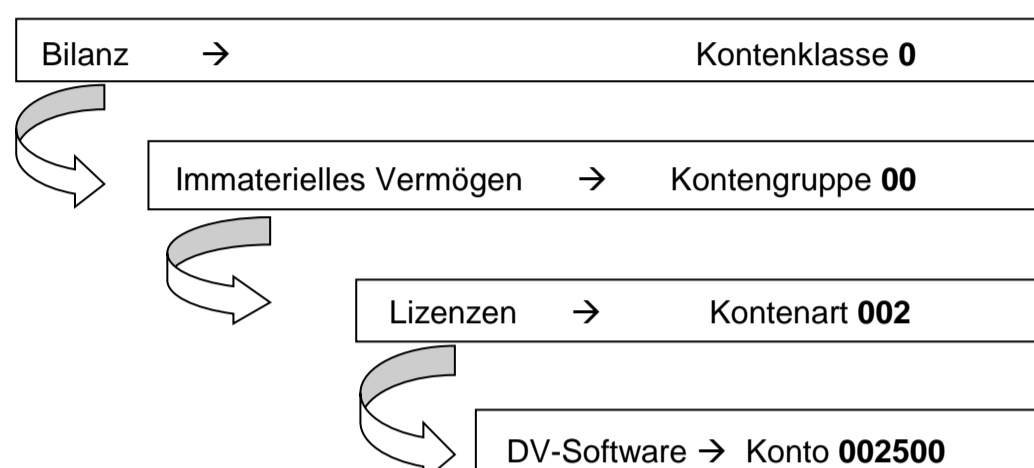 Bilanz → Kontenklasse 0
Immaterielles Vermögen → Kontengruppe 00
Lizenzen → Kontenart 002
DV-Software → Konto 002500